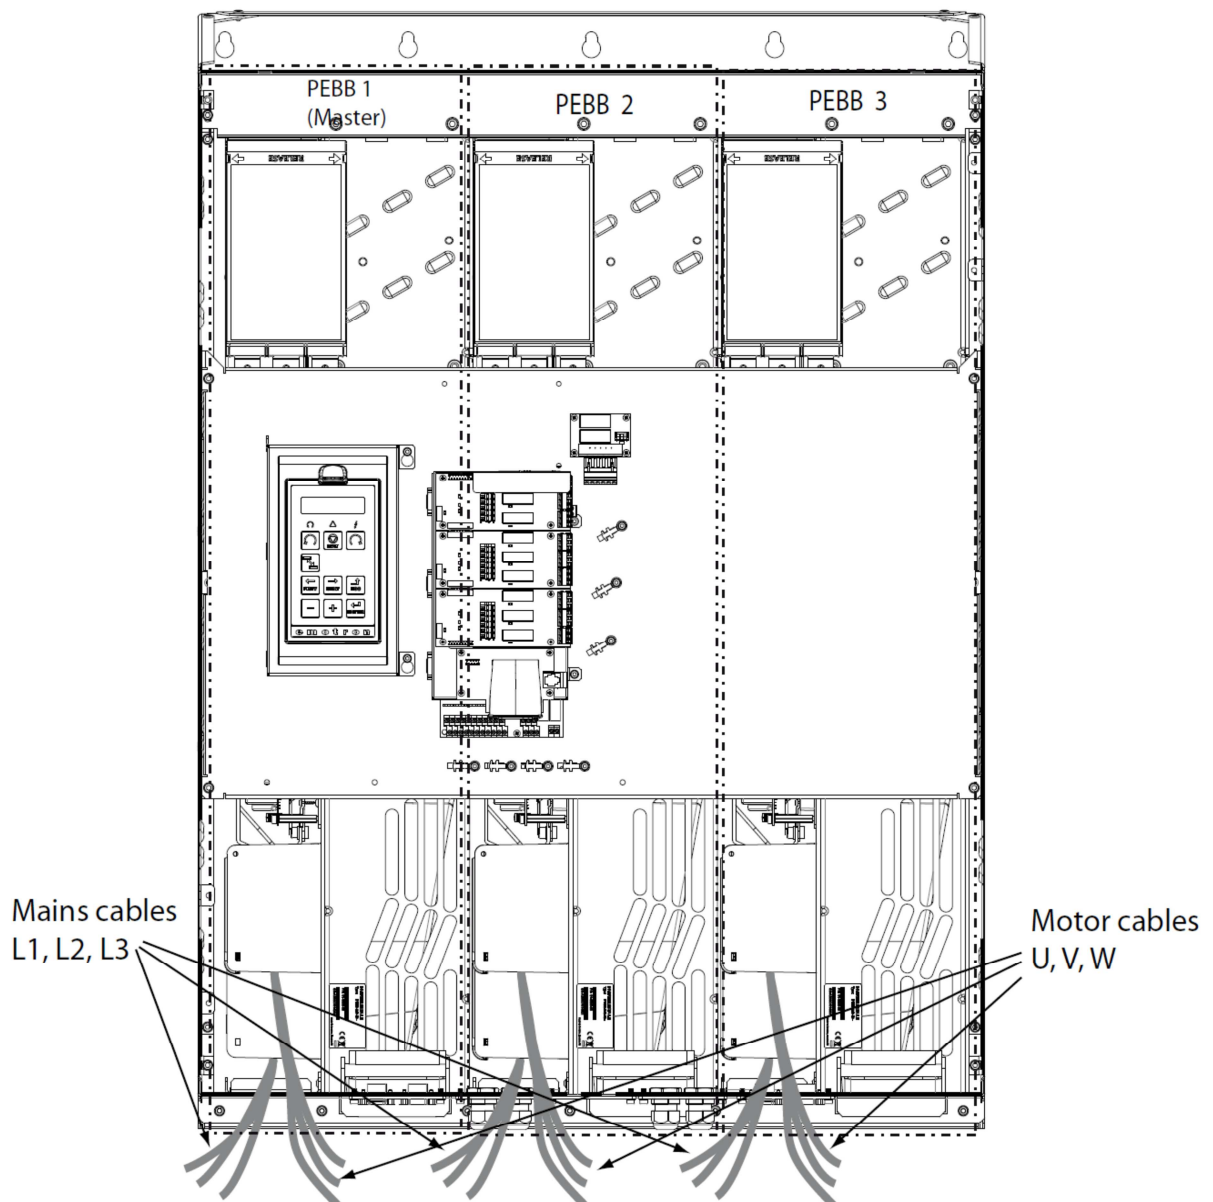 PEBB 1
(Master)
PEBB 2
PEBB 3
RELEASE
RELEASE
RELEASE
emotron
Mains cables
L1, L2, L3
Motor cables
U, V, W